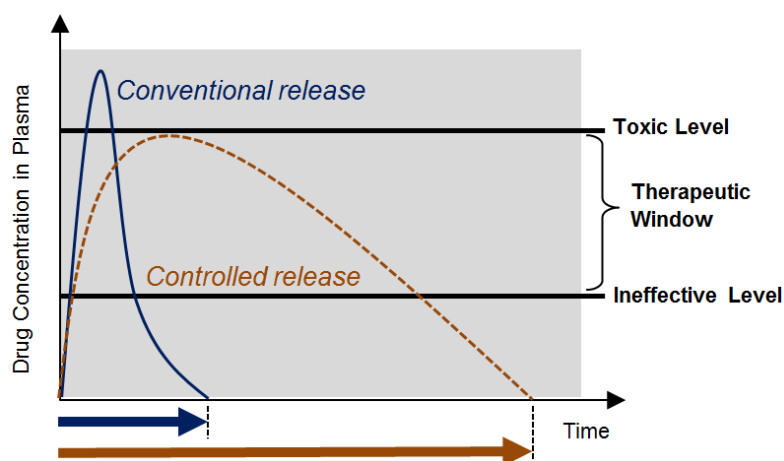 Drug Concentration in Plasma
Conventional release
Toxic Level
Therapeutic
Window
Controlled release
Ineffective Level
Time